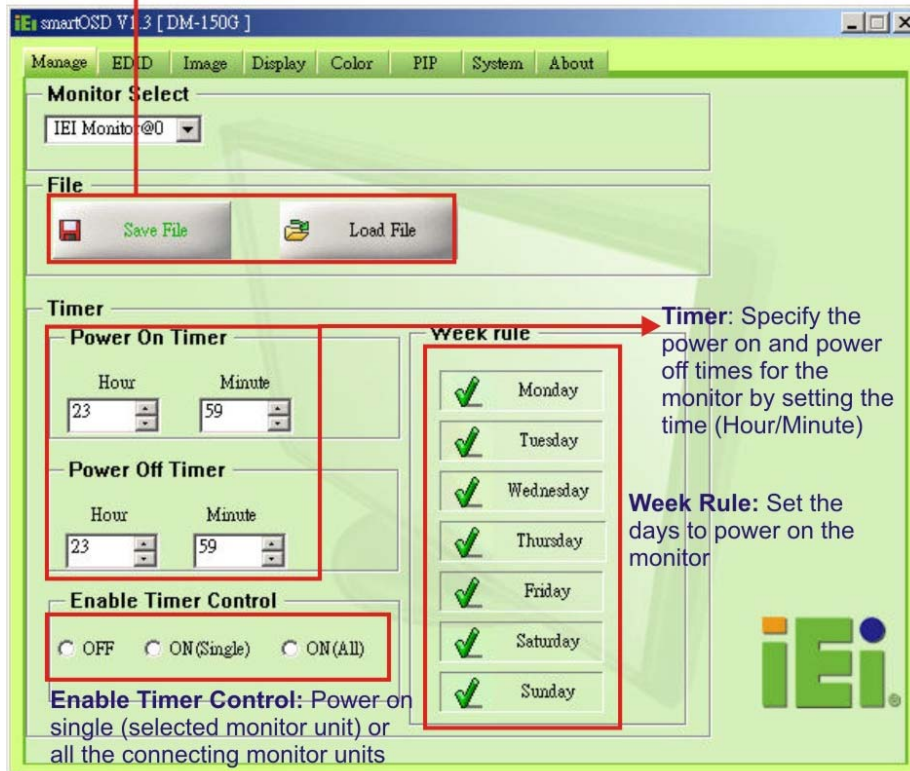 iEi smartOSD V1.3 [ DM-150G ]
Manage EDID Image Display Color PIP System About
Monitor Select
IEI Monitor@0
File
Save File Load File
Timer
Power On Timer
Hour Minute
23 59
Power Off Timer
Hour Minute
23 59
Enable Timer Control
OFF ON(Single) ON(All)
Enable Timer Control: Power on
single (selected monitor unit) or
all the connecting monitor units
Week rule
Monday
Tuesday
Wednesday
Thursday
Friday
Saturday
Sunday
Timer: Specify the
power on and power
off times for the
monitor by setting the
time (Hour/Minute)
Week Rule: Set the
days to power on the
monitor
iEi®